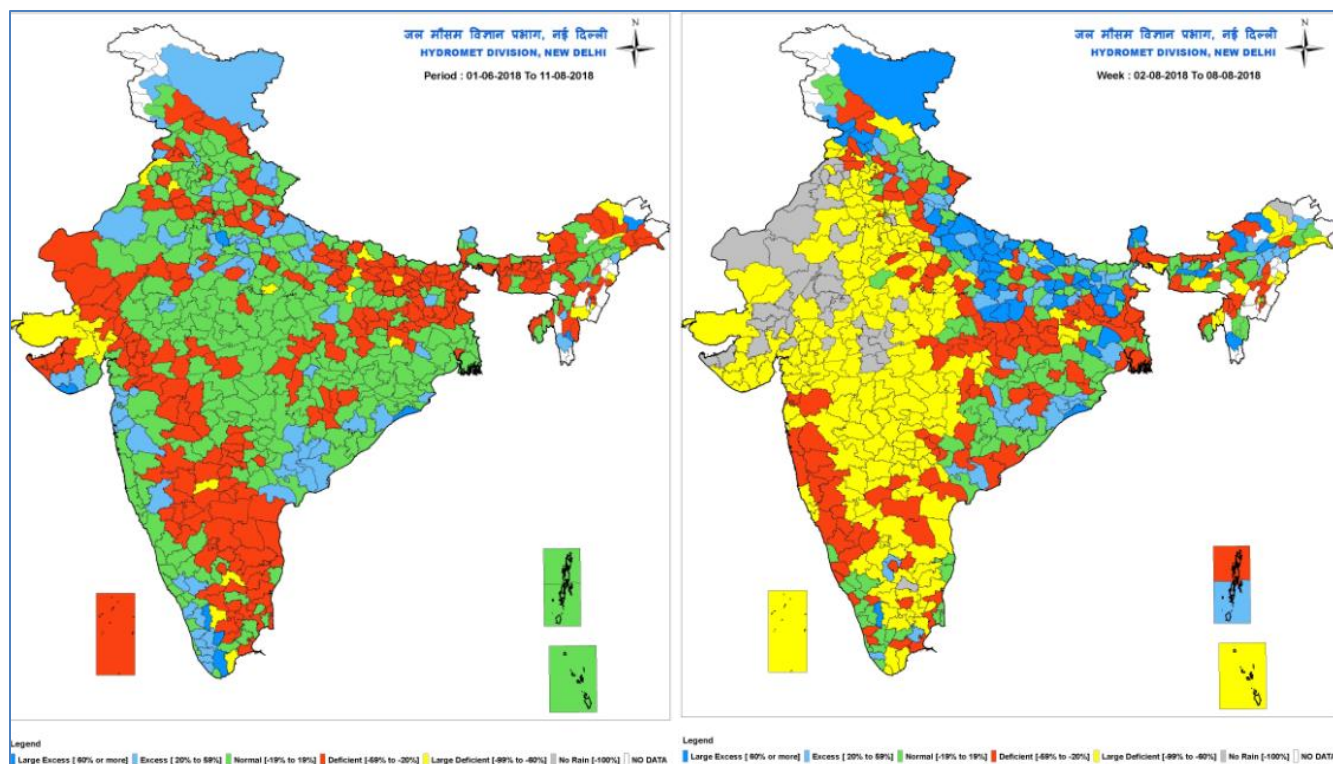 जल मौसम विज्ञान प्रभाग, नई दिल्ली
HYDROMET DIVISION, NEW DELHI
Period : 01-06-2018 To 11-08-2018
N
Legend
Large Excess [ 60% or more] Excess [ 20% to 59%] Normal [-19% to 19%] Deficient [-59% to -20%] Large Deficient [-99% to -60%] No Rain [-100%] NO DATA
जल मौसम विज्ञान प्रभाग, नई दिल्ली
HYDROMET DIVISION, NEW DELHI
Week : 02-08-2018 To 08-08-2018
N
Legend
Large Excess [ 60% or more] Excess [ 20% to 59%] Normal [-19% to 19%] Deficient [-59% to -20%] Large Deficient [-99% to -60%] No Rain [-100%] NO DATA